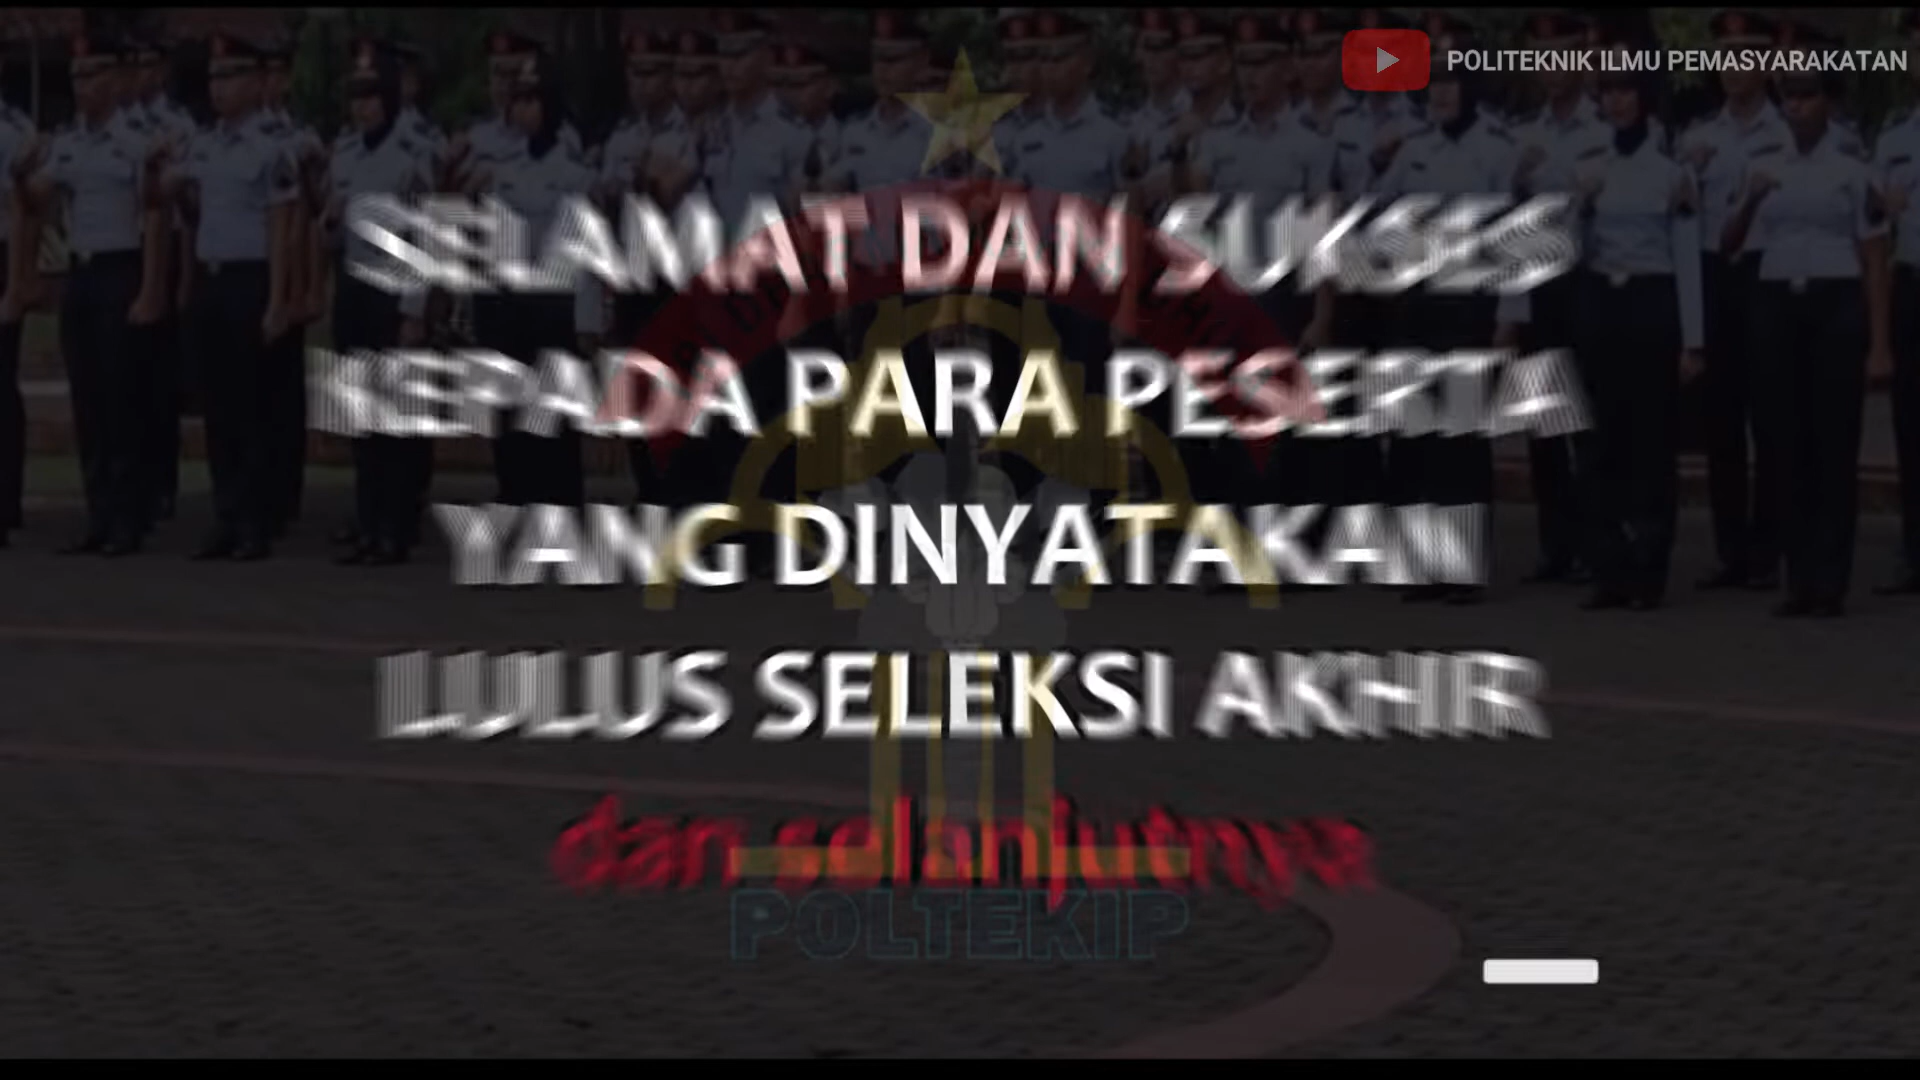 POLITEKNIK ILMU PEMASYARAKATAN
SELAMAT DAN SUKSES
KEPADA PARA PESERTA
YANG DINYATAKAN
LULUS SELEKSI AKHIR
dan selanjutnya
POLTEKIP